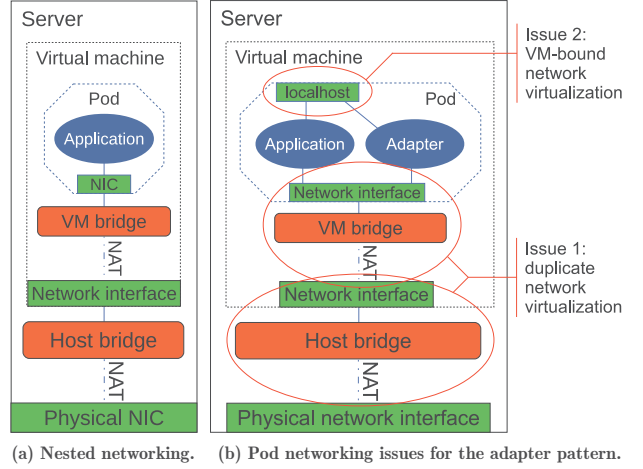 Server
Virtual machine
Pod
Application
NIC
VM bridge
NAT
Network interface
Host bridge
NAT
Physical NIC
(a) Nested networking.
Server
Virtual machine
localhost
Pod
Application
Adapter
Network interface
VM bridge
NAT
Network interface
Host bridge
NAT
Physical network interface
Issue 2:
VM-bound
network
virtualization
Issue 1:
duplicate
network
virtualization
(b) Pod networking issues for the adapter pattern.